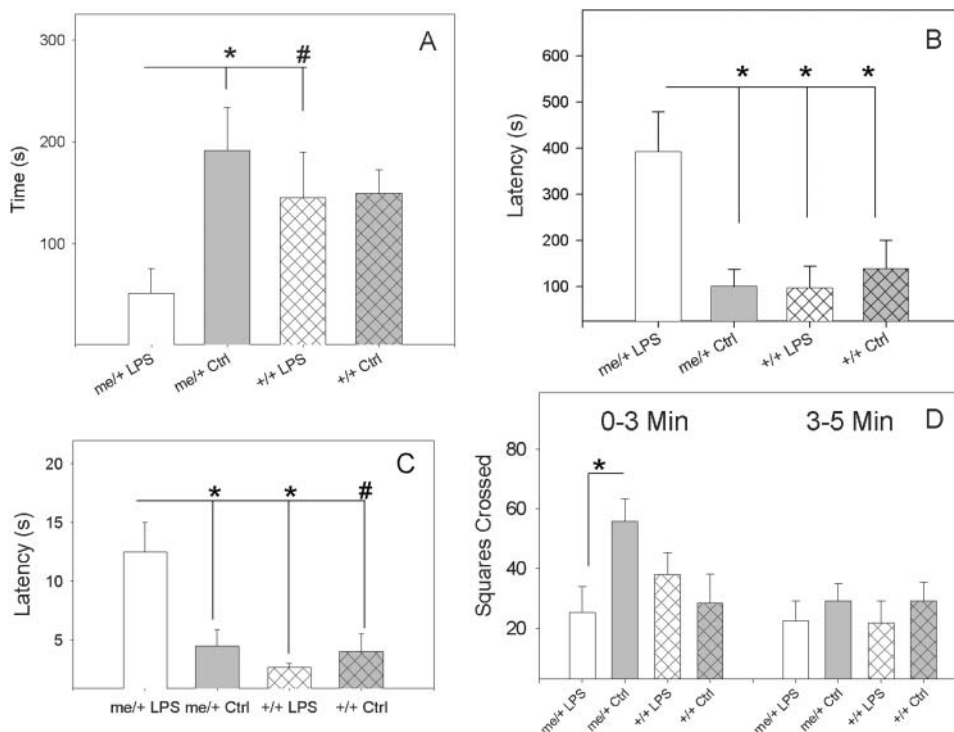 A
300
200
100
Time (s)
* #
me/+ LPS
me/+ Ctrl
+/+ LPS
+/+ Ctrl
B
600
500
400
300
200
100
Latency (s)
* * *
me/+ LPS
me/+ Ctrl
+/+ LPS
+/+ Ctrl
C
20
15
10
5
Latency (s)
* * #
me/+ LPS me/+ Ctrl +/+ LPS +/+ Ctrl
0-3 Min 3-5 Min D
80
60
40
20
Squares Crossed
*
me/+ LPS
me/+ Ctrl
+/+ LPS
+/+ Ctrl
me/+ LPS
me/+ Ctrl
+/+ LPS
+/+ Ctrl